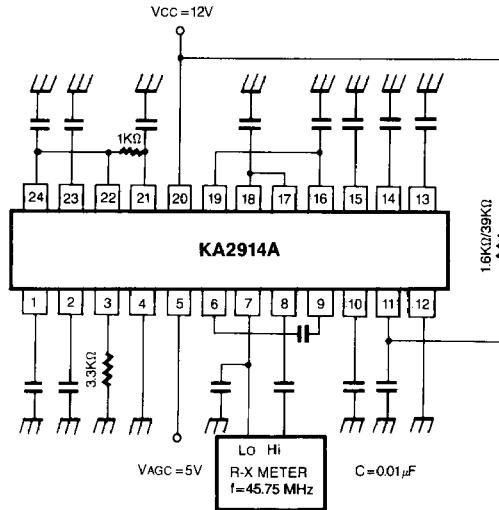 VCC = 12V
1KΩ
24 23 22 21 20 19 18 17 16 15 14 13
KA2914A
1.6KΩ/39KΩ
1 2 3 4 5 6 7 8 9 10 11 12
3.3KΩ
VAGC = 5V
LO Hi
R-X METER
f=45.75 MHz
C=0.01µF